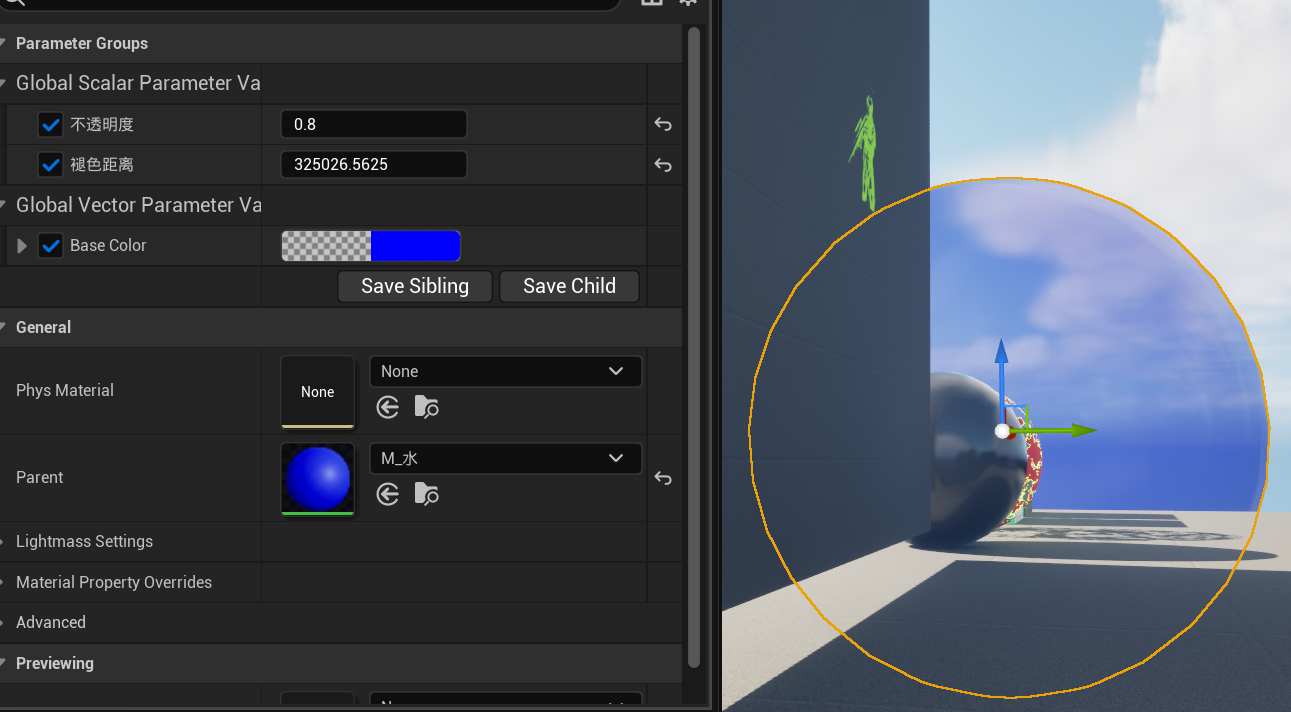 Parameter Groups
Global Scalar Parameter Va
不透明度 0.8
褪色距离 325026.5625
Global Vector Parameter Va
Base Color
Save Sibling Save Child
General
Phys Material None None
Parent M_水
Lightmass Settings
Material Property Overrides
Advanced
Previewing